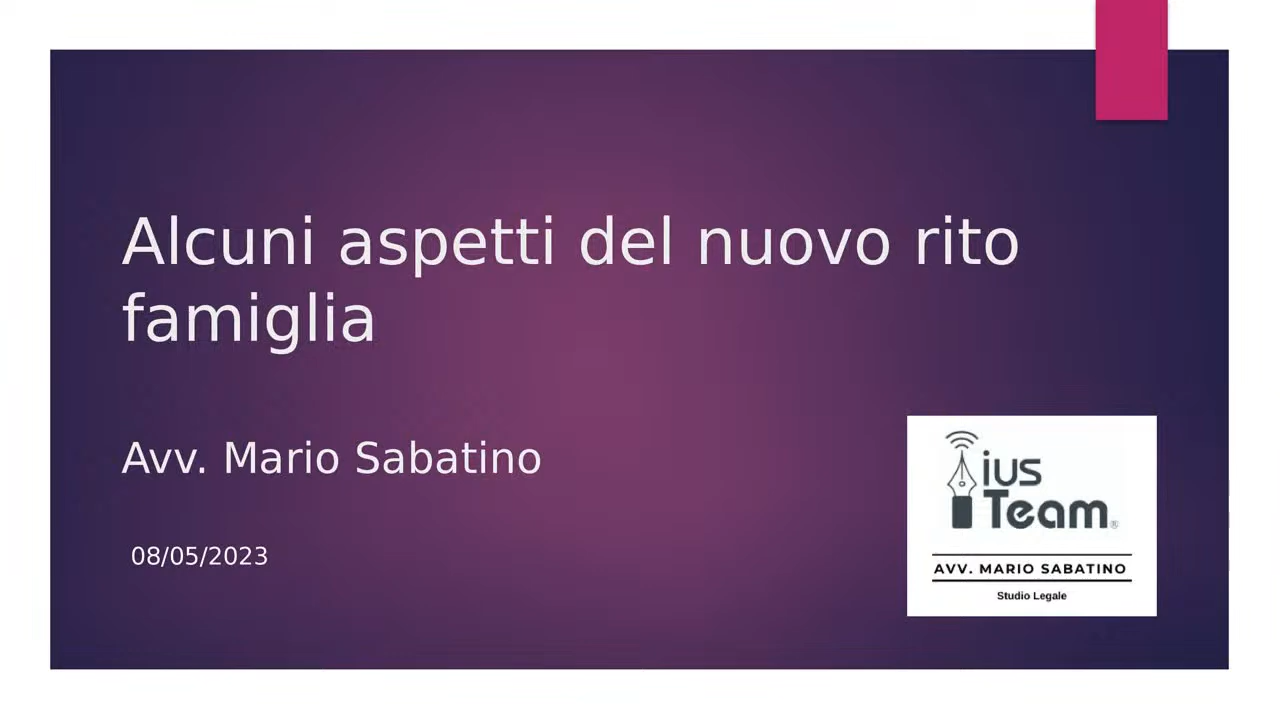 Alcuni aspetti del nuovo rito
famiglia
Avv. Mario Sabatino
08/05/2023
ius
Team®
AVV. MARIO SABATINO
Studio Legale